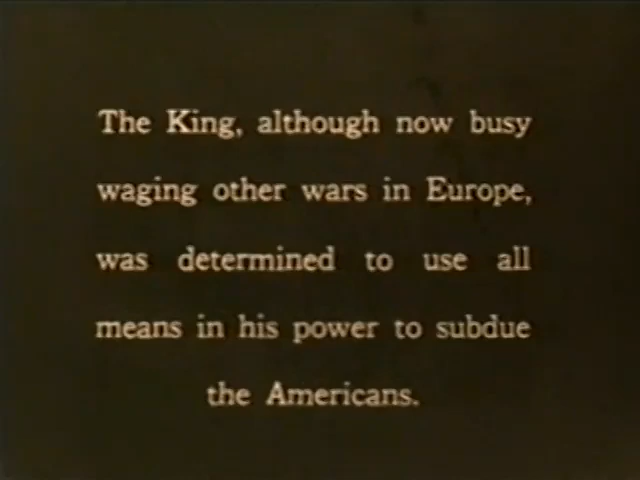 The King, although now busy
waging other wars in Europe,
was determined to use all
means in his power to subdue
the Americans.